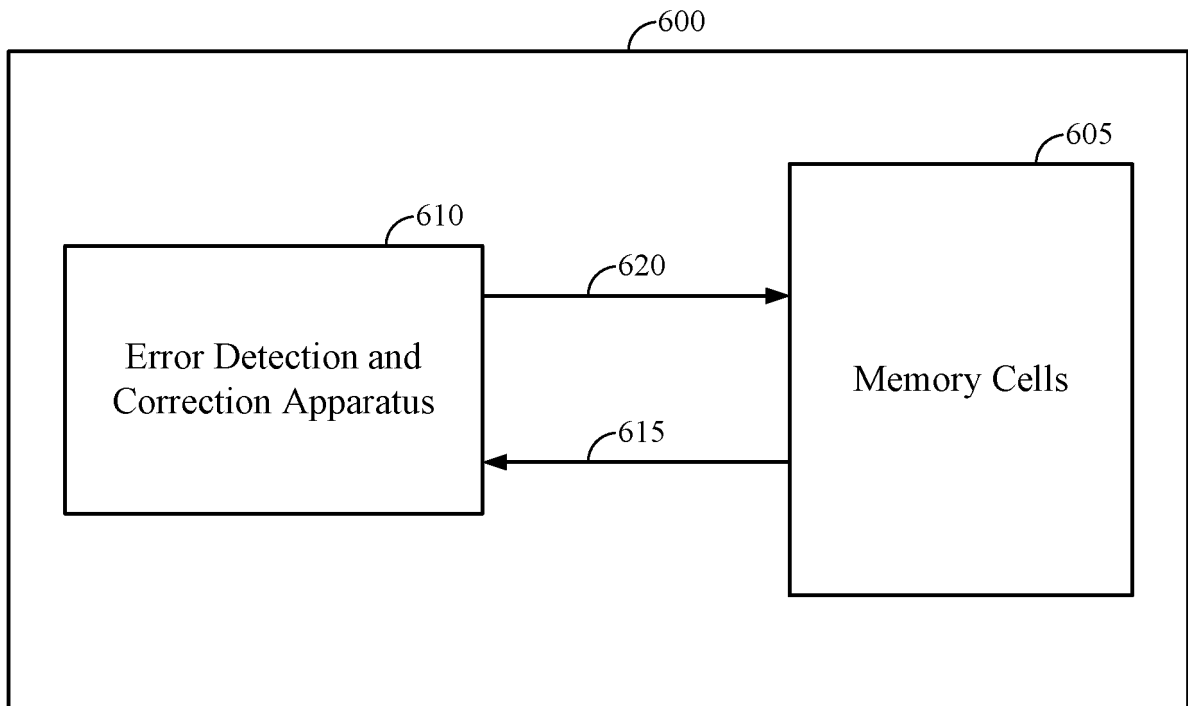 600
605
610
620
Error Detection and
Correction Apparatus
Memory Cells
615